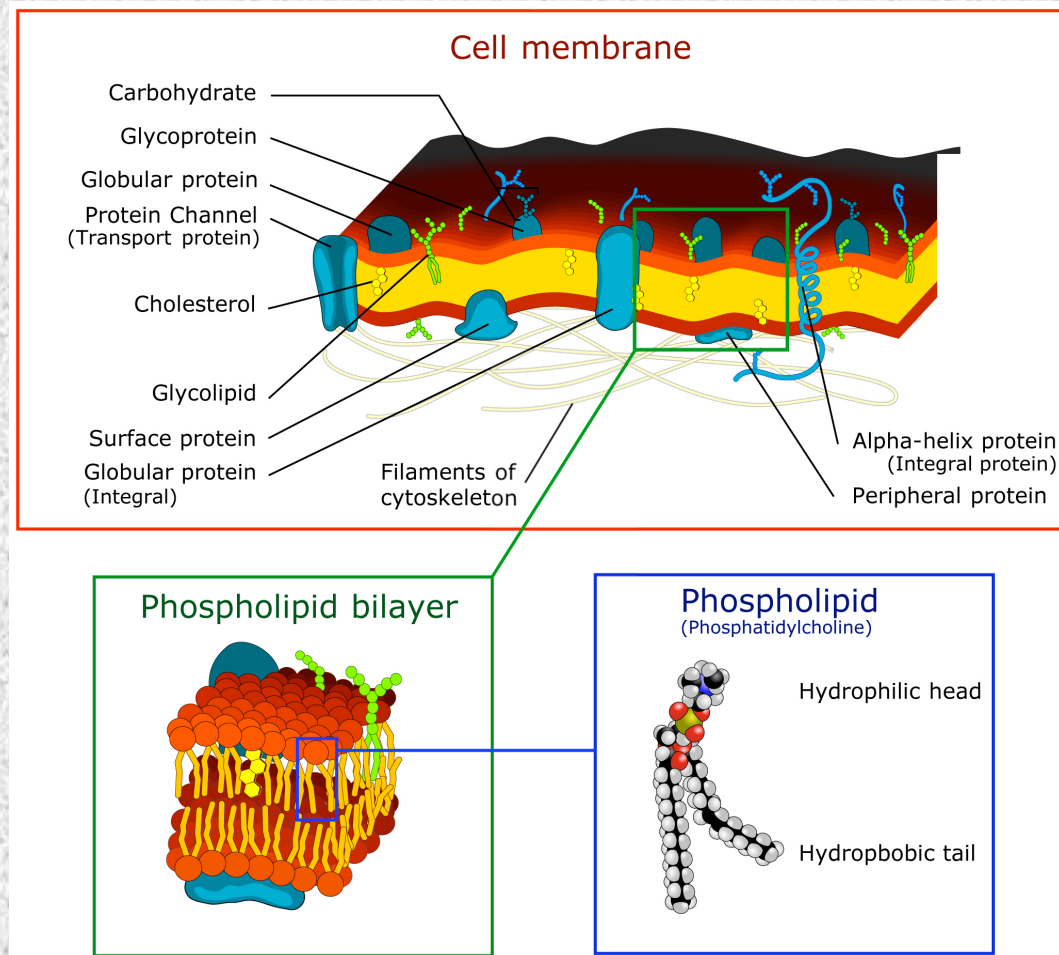 Cell membrane
Carbohydrate
Glycoprotein
Globular protein
Protein Channel
(Transport protein)
Cholesterol
Glycolipid
Surface protein
Globular protein
(Integral)
Filaments of
cytoskeleton
Alpha-helix protein
(Integral protein)
Peripheral protein
Phospholipid bilayer
Phospholipid
(Phosphatidylcholine)
Hydrophilic head
Hydropbobic tail